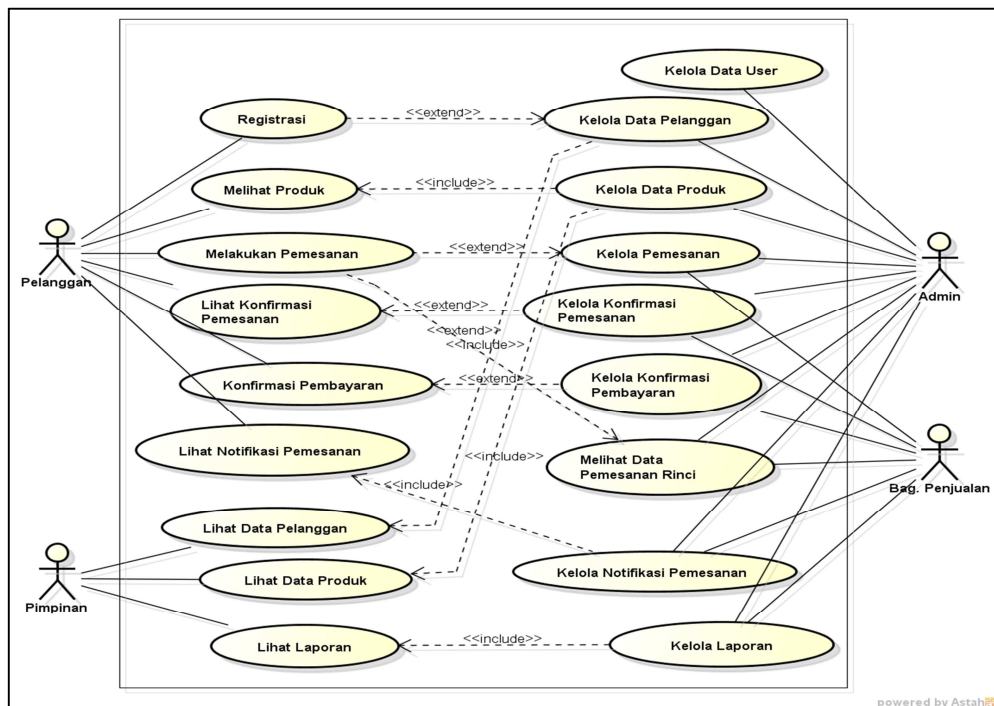 Kelola Data User
Registrasi
<<extend>>
Kelola Data Pelanggan
Melihat Produk
<<include>>
Kelola Data Produk
Melakukan Pemesanan
<<extend>>
Kelola Pemesanan
Pelanggan
Admin
Lihat Konfirmasi
Pemesanan
<<extend>>
Kelola Konfirmasi
Pemesanan
<<extend>>
<<include>>
Konfirmasi Pembayaran
<<extend>>
Kelola Konfirmasi
Pembayaran
Lihat Notifikasi Pemesanan
<<include>>
Melihat Data
Pemesanan Rinci
Bag. Penjualan
<<include>>
Lihat Data Pelanggan
Kelola Notifikasi Pemesanan
Lihat Data Produk
Pimpinan
Lihat Laporan
<<include>>
Kelola Laporan
powered by Astah